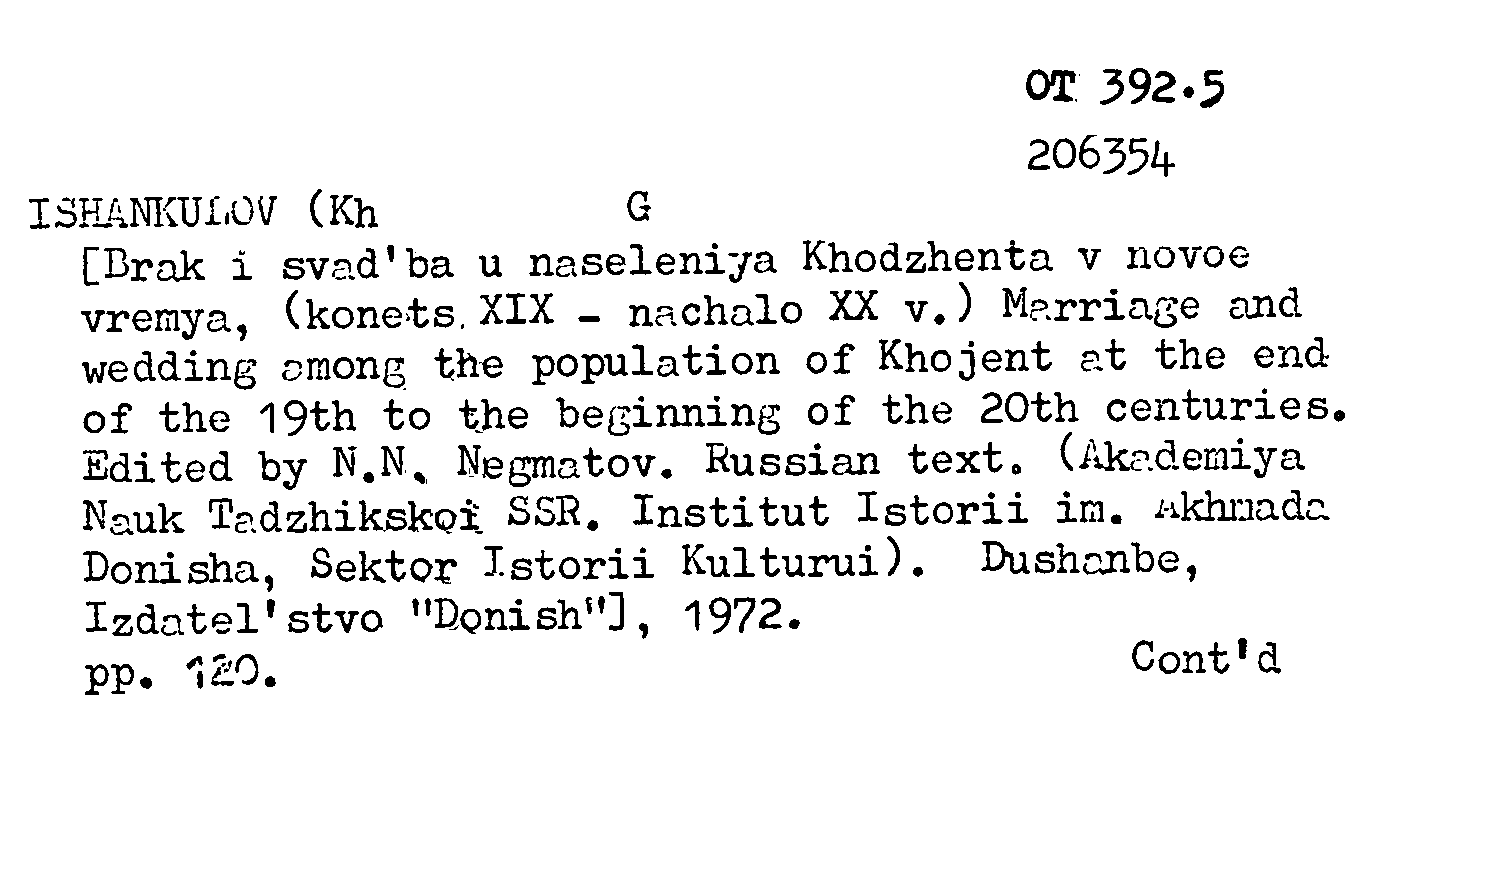 OT 392.5
206354
ISHANKULOV (Kh G
[Brak i svad'ba u naseleniya Khodzhenta v novoe
vremya, (konets XIX - nachalo XX v.) Marriage and
wedding among the population of Khojent at the end
of the 19th to the beginning of the 20th centuries.
Edited by N.N. Negmatov. Russian text. (Akademiya
Nauk Tadzhikskoi SSR. Institut Istorii im. Akhmada
Donisha, Sektor Istorii Kulturui). Dushanbe,
Izdatel'stvo "Donish"], 1972.
pp. 120.
Cont'd